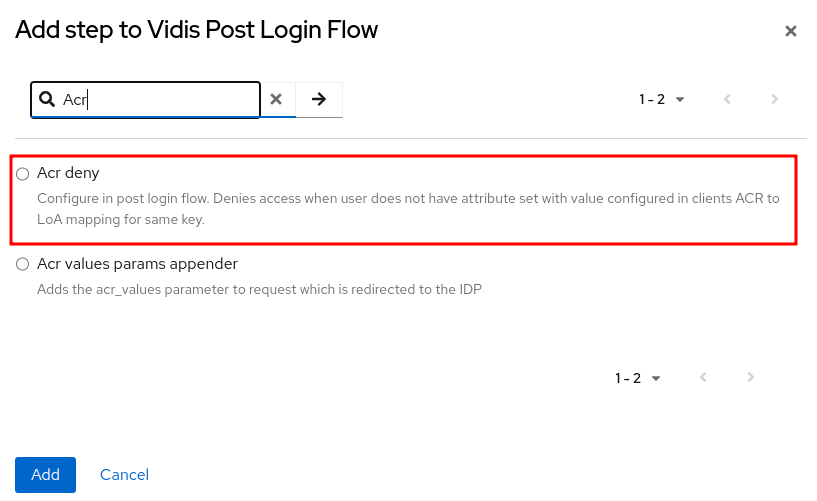 Add step to Vidis Post Login Flow
Acr
1 - 2
Acr deny
Configure in post login flow. Denies access when user does not have attribute set with value configured in clients ACR to
LoA mapping for same key.
Acr values params appender
Adds the acr_values parameter to request which is redirected to the IDP
1 - 2
Add Cancel